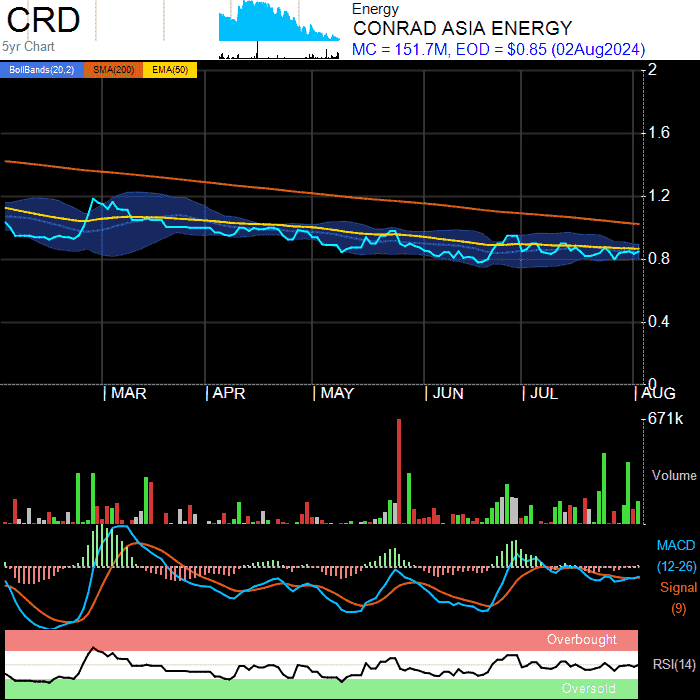 CRD
5yr Chart
Energy
CONRAD ASIA ENERGY
MC = 151.7M, EOD = $0.85 (02Aug2024)
BollBands(20,2) SMA(200) EMA(50)
2
1.6
1.2
0.8
0.4
0
MAR APR MAY JUN JUL AUG
671k
Volume
MACD
(12-26)
Signal
(9)
Overbought
RSI(14)
Oversold